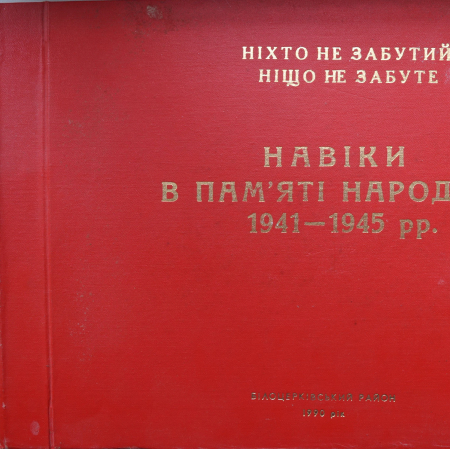 НІХТО НЕ ЗАБУТИЙ
НІЩО НЕ ЗАБУТЕ
НАВІКИ
В ПАМ'ЯТІ НАРОД
1941—1945 рр.
БІЛОЦЕРКІВСЬКИЙ РАЙОН
1990 рік